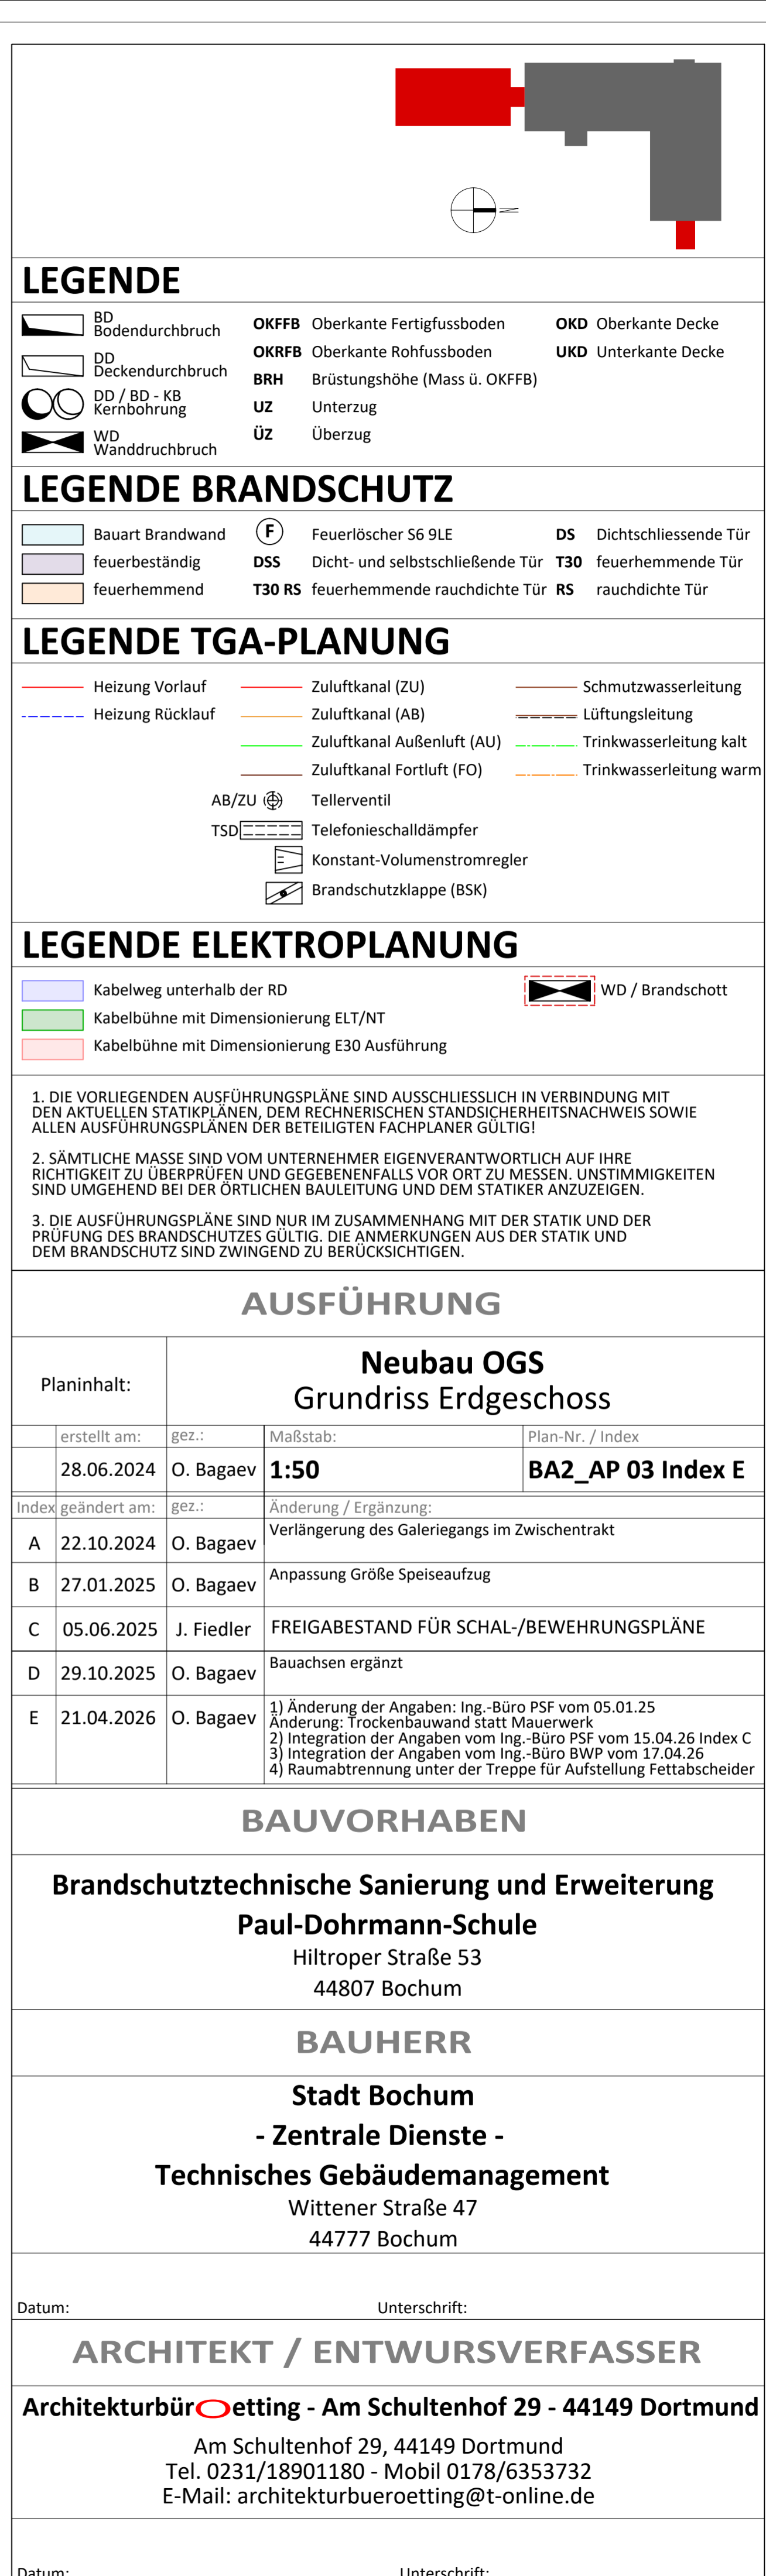 LEGENDE
BD
Bodendurchbruch
DD
Deckendurchbruch
DD / BD - KB
Kernbohrung
WD
Wanddruchbruch
OKFFB Oberkante Fertigfussboden
OKRFB Oberkante Rohfussboden
BRH Brüstungshöhe (Mass ü. OKFFB)
UZ Unterzug
ÜZ Überzug
OKD Oberkante Decke
UKD Unterkante Decke
LEGENDE BRANDSCHUTZ
Bauart Brandwand
feuerbeständig
feuerhemmend
F Feuerlöscher S6 9LE
DSS Dicht- und selbstschließende Tür
T30 RS feuerhemmende rauchdichte Tür
DS Dichtschliessende Tür
T30 feuerhemmende Tür
RS rauchdichte Tür
LEGENDE TGA-PLANUNG
Heizung Vorlauf
Heizung Rücklauf
Zuluftkanal (ZU)
Zuluftkanal (AB)
Zuluftkanal Außenluft (AU)
Zuluftkanal Fortluft (FO)
AB/ZU Tellerventil
TSD Telefonieschalldämpfer
Konstant-Volumenstromregler
Brandschutzklappe (BSK)
Schmutzwasserleitung
Lüftungsleitung
Trinkwasserleitung kalt
Trinkwasserleitung warm
LEGENDE ELEKTROPLANUNG
Kabelweg unterhalb der RD
Kabelbühne mit Dimensionierung ELT/NT
Kabelbühne mit Dimensionierung E30 Ausführung
WD / Brandschott
1. DIE VORLIEGENDEN AUSFÜHRUNGSPLÄNE SIND AUSSCHLIESSLICH IN VERBINDUNG MIT
DEN AKTUELLEN STATIKPLÄNEN, DEM RECHNERISCHEN STANDSICHERHEITSNACHWEIS SOWIE
ALLEN AUSFÜHRUNGSPLÄNEN DER BETEILIGTEN FACHPLANER GÜLTIG!
2. SÄMTLICHE MASSE SIND VOM UNTERNEHMER EIGENVERANTWORTLICH AUF IHRE
RICHTIGKEIT ZU ÜBERPRÜFEN UND GEGEBENENFALLS VOR ORT ZU MESSEN. UNSTIMMIGKEITEN
SIND UMGEHEND BEI DER ÖRTLICHEN BAULEITUNG UND DEM STATIKER ANZUZEIGEN.
3. DIE AUSFÜHRUNGSPLÄNE SIND NUR IM ZUSAMMENHANG MIT DER STATIK UND DER
PRÜFUNG DES BRANDSCHUTZES GÜLTIG. DIE ANMERKUNGEN AUS DER STATIK UND
DEM BRANDSCHUTZ SIND ZWINGEND ZU BERÜCKSICHTIGEN.
AUSFÜHRUNG
Planinhalt:
Neubau OGS
Grundriss Erdgeschoss
erstellt am: gez.: Maßstab: Plan-Nr. / Index
28.06.2024 O. Bagaev 1:50 BA2_AP 03 Index E
Index geändert am: gez.: Änderung / Ergänzung:
A 22.10.2024 O. Bagaev Verlängerung des Galeriegangs im Zwischentrakt
B 27.01.2025 O. Bagaev Anpassung Größe Speiseaufzug
C 05.06.2025 J. Fiedler FREIGABESTAND FÜR SCHAL-/BEWEHRUNGSPLÄNE
D 29.10.2025 O. Bagaev Bauachsen ergänzt
E 21.04.2026 O. Bagaev 1) Änderung der Angaben: Ing.-Büro PSF vom 05.01.25
Änderung: Trockenbauwand statt Mauerwerk
2) Integration der Angaben vom Ing.-Büro PSF vom 15.04.26 Index C
3) Integration der Angaben vom Ing.-Büro BWP vom 17.04.26
4) Raumabtrennung unter der Treppe für Aufstellung Fettabscheider
BAUVORHABEN
Brandschutztechnische Sanierung und Erweiterung
Paul-Dohrmann-Schule
Hiltroper Straße 53
44807 Bochum
BAUHERR
Stadt Bochum
- Zentrale Dienste -
Technisches Gebäudemanagement
Wittener Straße 47
44777 Bochum
Datum: Unterschrift:
ARCHITEKT / ENTWURSVERFASSER
ArchitekturbürOetting - Am Schultenhof 29 - 44149 Dortmund
Am Schultenhof 29, 44149 Dortmund
Tel. 0231/18901180 - Mobil 0178/6353732
E-Mail: architekturbueroetting@t-online.de
Datum: Unterschrift: